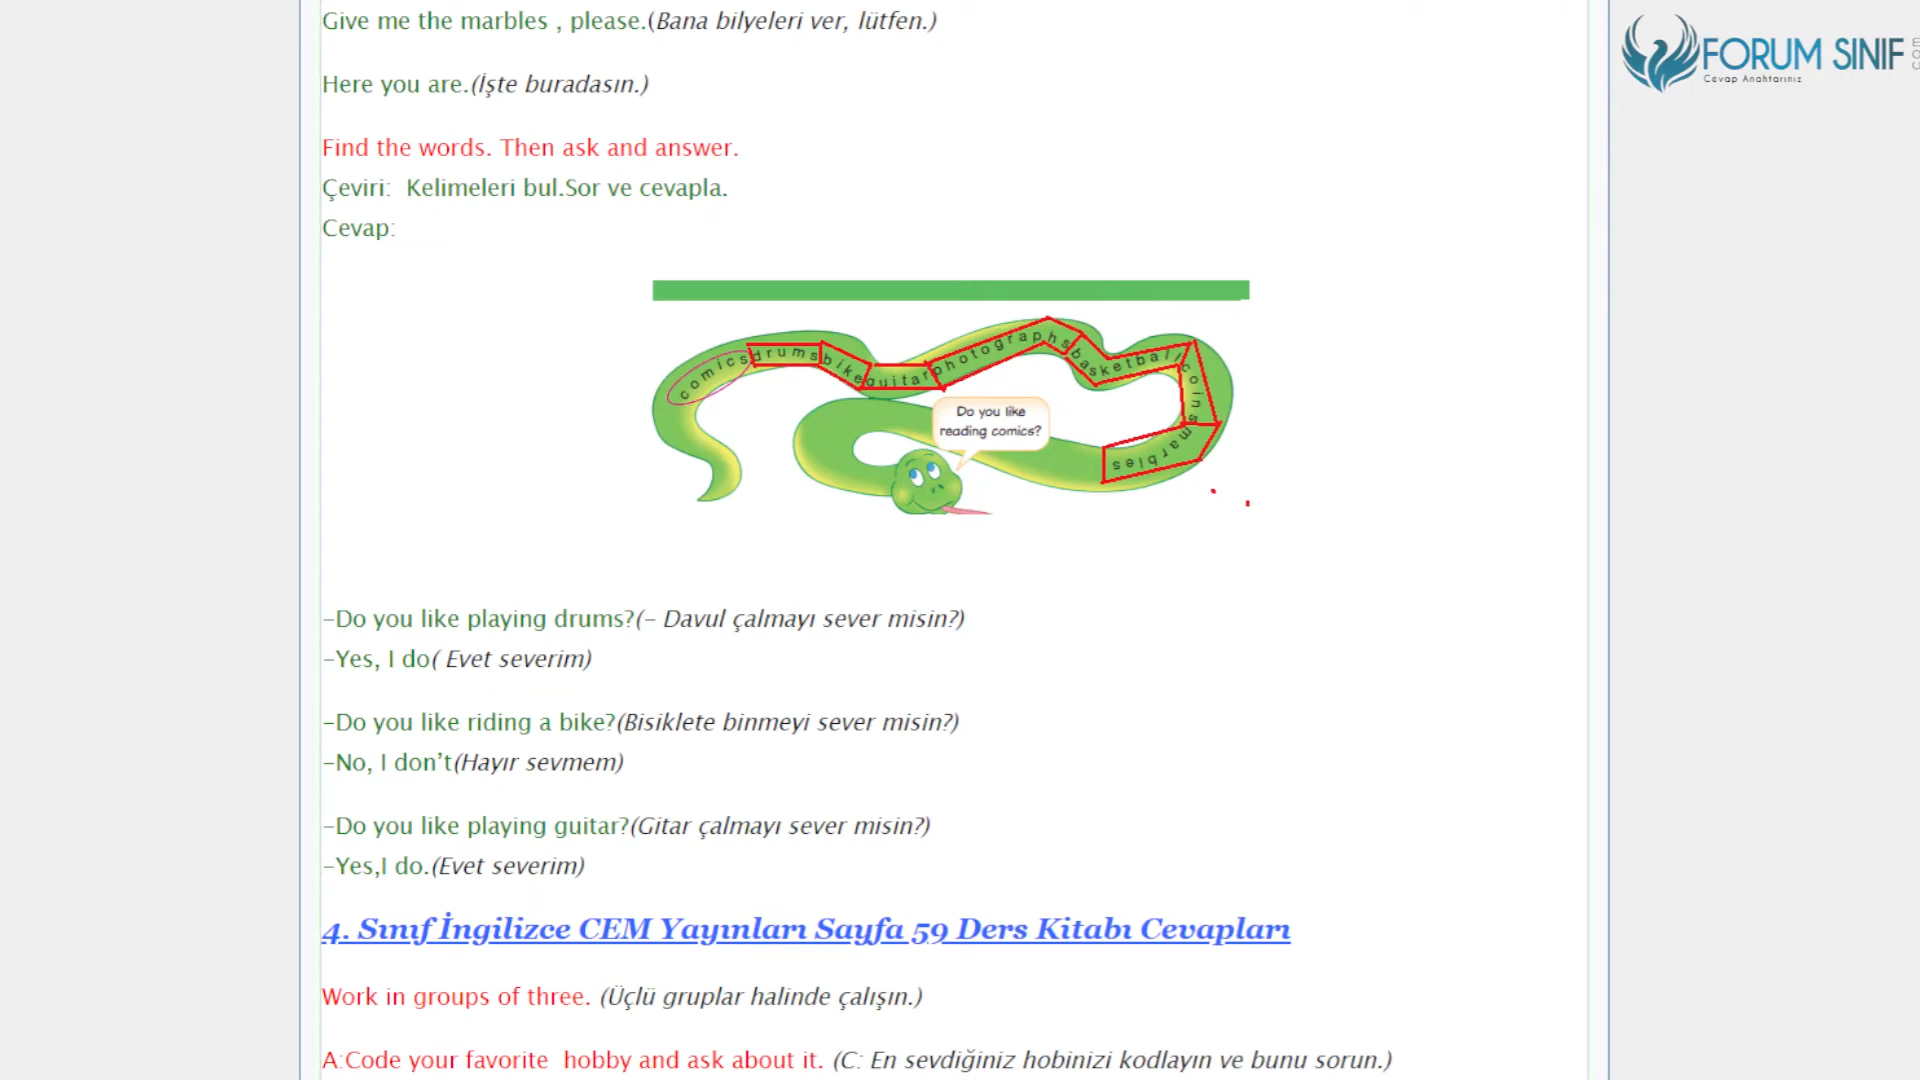 Give me the marbles , please.(Bana bilyeleri ver, lütfen.)
FORUM SINIF
Cevap Anahtarınız
Here you are.(İşte buradasın.)
Find the words. Then ask and answer.
Çeviri:  Kelimeleri bul.Sor ve cevapla.
Cevap:
comicsdrumsbikeguitarphotographsbasketballcoinsmarbles
Do you like
reading comics?
-Do you like playing drums?(- Davul çalmayı sever misin?)
-Yes, I do( Evet severim)
-Do you like riding a bike?(Bisiklete binmeyi sever misin?)
-No, I don't(Hayır sevmem)
-Do you like playing guitar?(Gitar çalmayı sever misin?)
-Yes,I do.(Evet severim)
4. Sınıf İngilizce CEM Yayınları Sayfa 59 Ders Kitabı Cevapları
Work in groups of three. (Üçlü gruplar halinde çalışın.)
A:Code your favorite  hobby and ask about it. (C: En sevdiğiniz hobinizi kodlayın ve bunu sorun.)